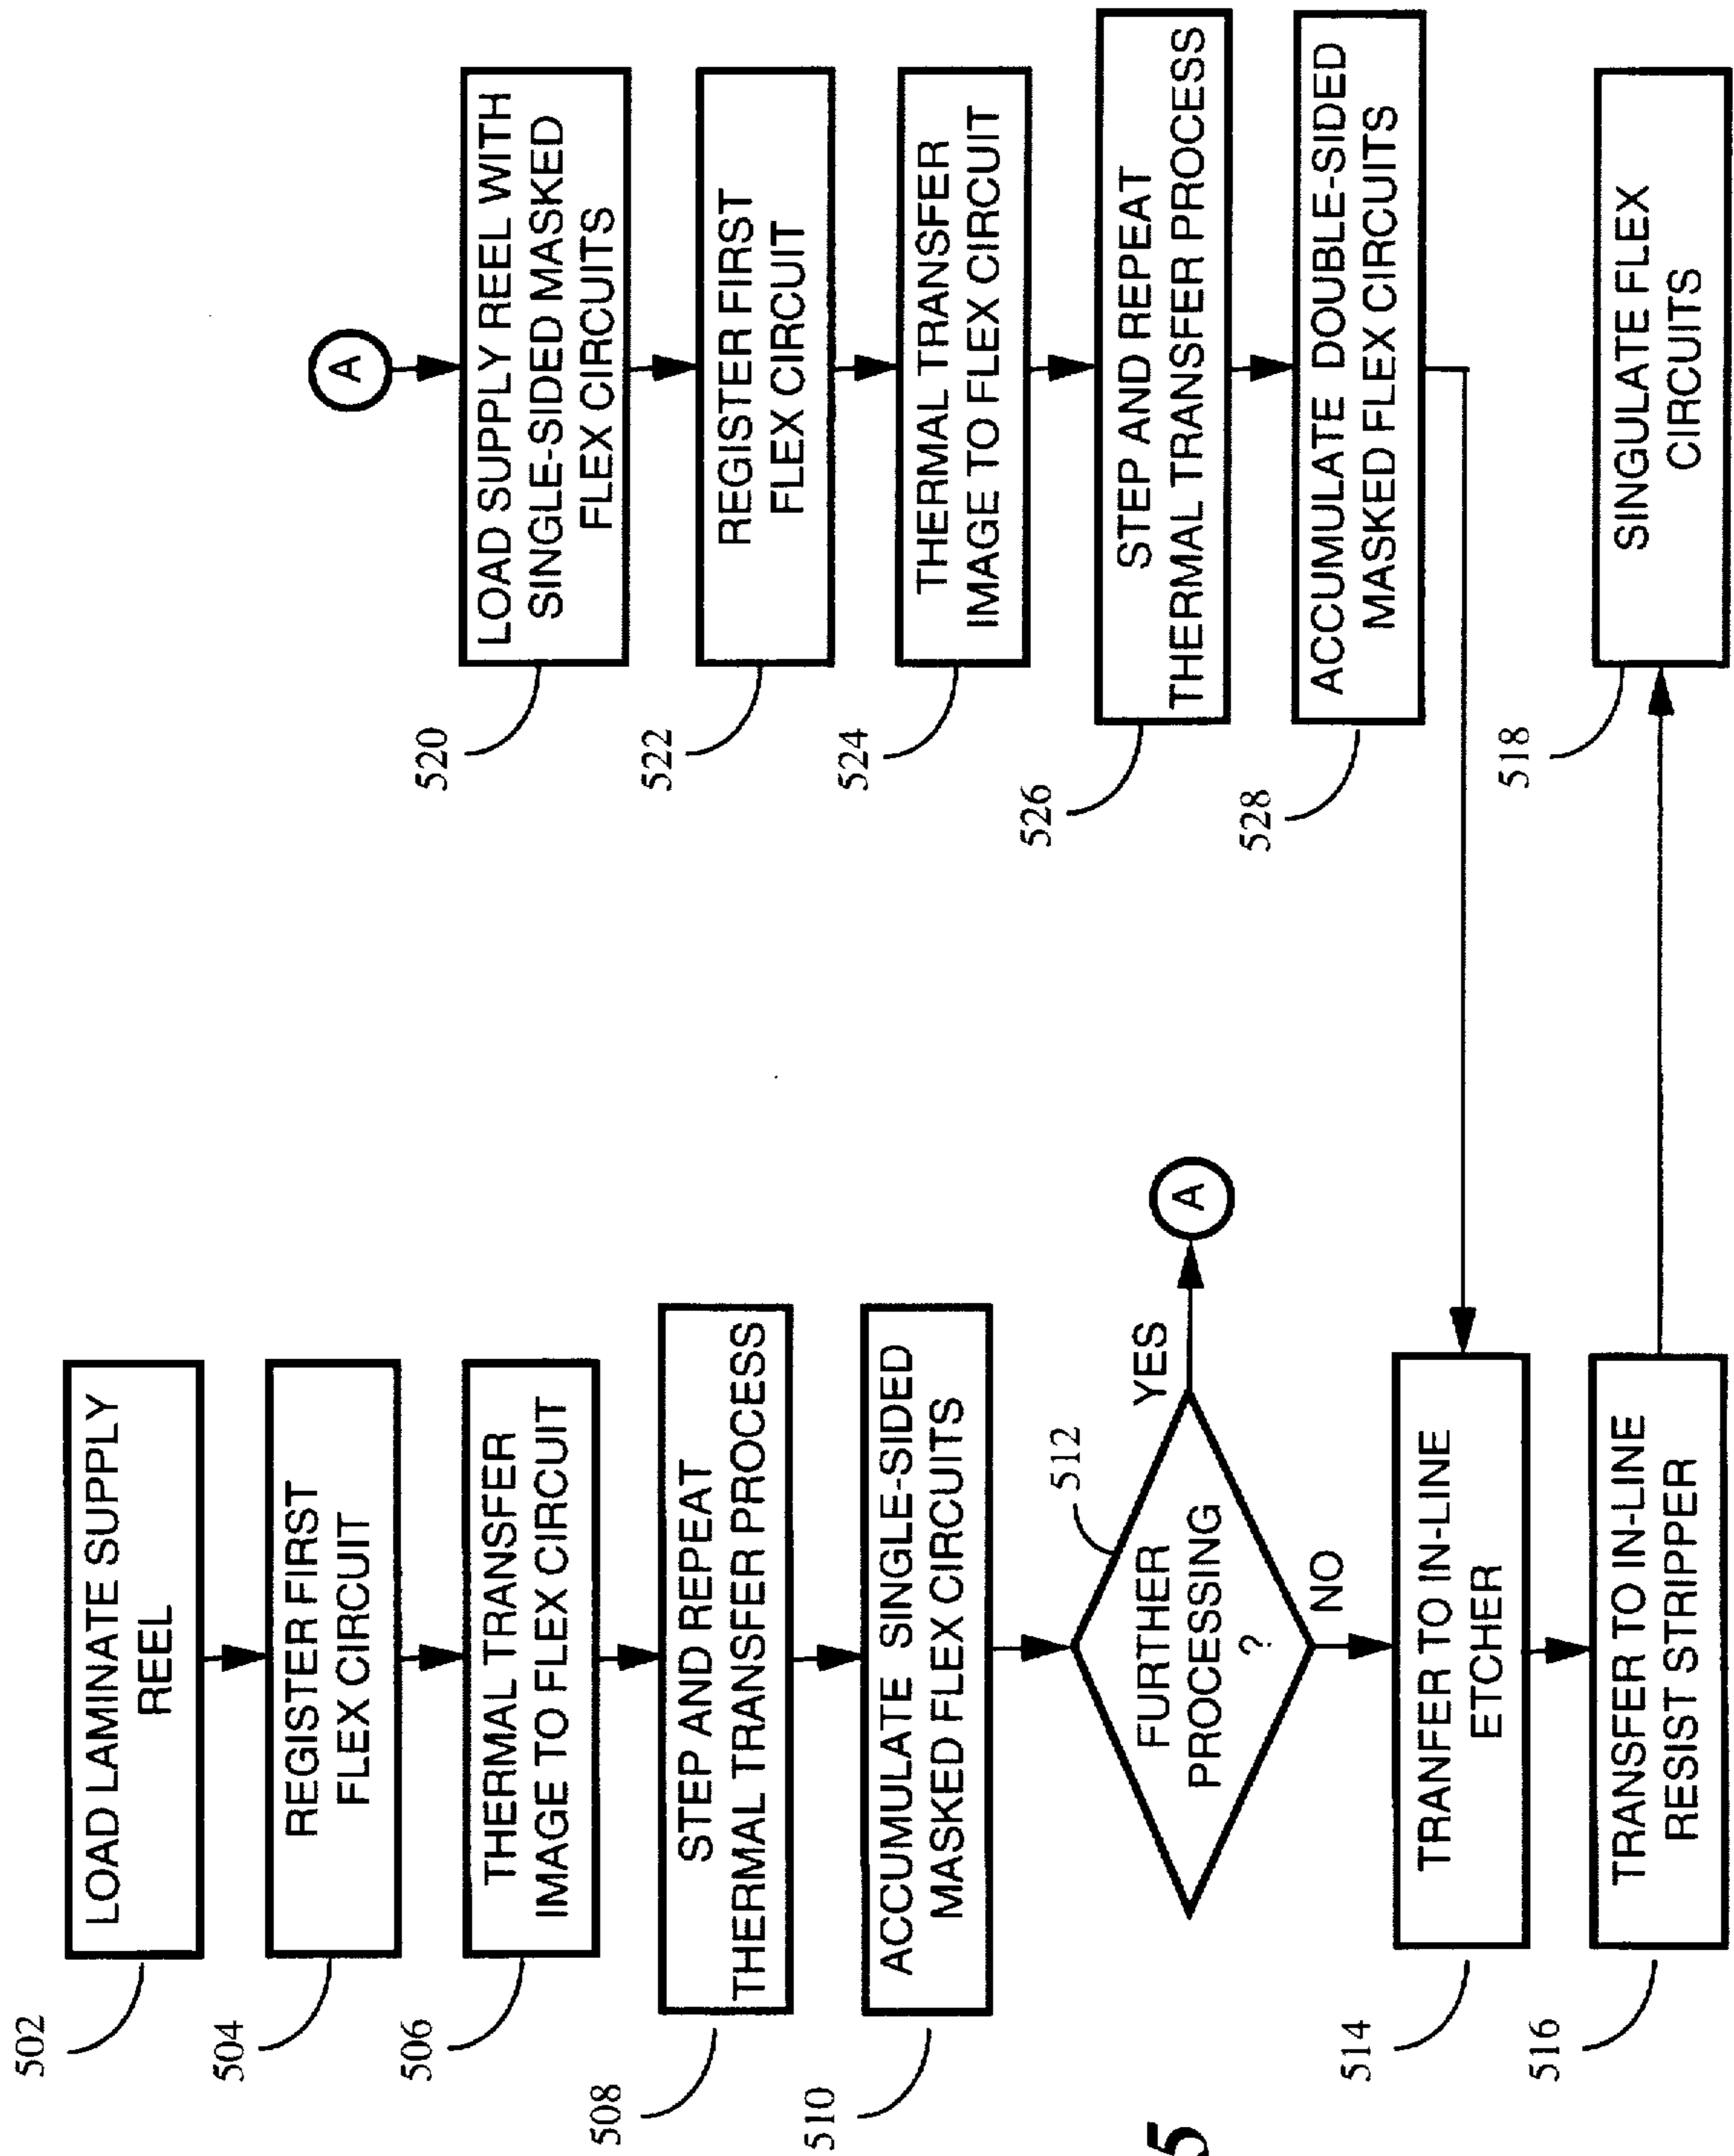 502
LOAD LAMINATE SUPPLY
REEL
504
REGISTER FIRST
FLEX CIRCUIT
506
THERMAL TRANSFER
IMAGE TO FLEX CIRCUIT
508
STEP AND REPEAT
THERMAL TRANSFER PROCESS
510
ACCUMULATE SINGLE-SIDED
MASKED FLEX CIRCUITS
512
FURTHER
PROCESSING
?
YES
A
NO
514
TRANFER TO IN-LINE
ETCHER
516
TRANSFER TO IN-LINE
RESIST STRIPPER
5
A
520
LOAD SUPPLY REEL WITH
SINGLE-SIDED MASKED
FLEX CIRCUITS
522
REGISTER FIRST
FLEX CIRCUIT
524
THERMAL TRANSFER
IMAGE TO FLEX CIRCUIT
526
STEP AND REPEAT
THERMAL TRANSFER PROCESS
528
ACCUMULATE DOUBLE-SIDED
MASKED FLEX CIRCUITS
518
SINGULATE FLEX
CIRCUITS